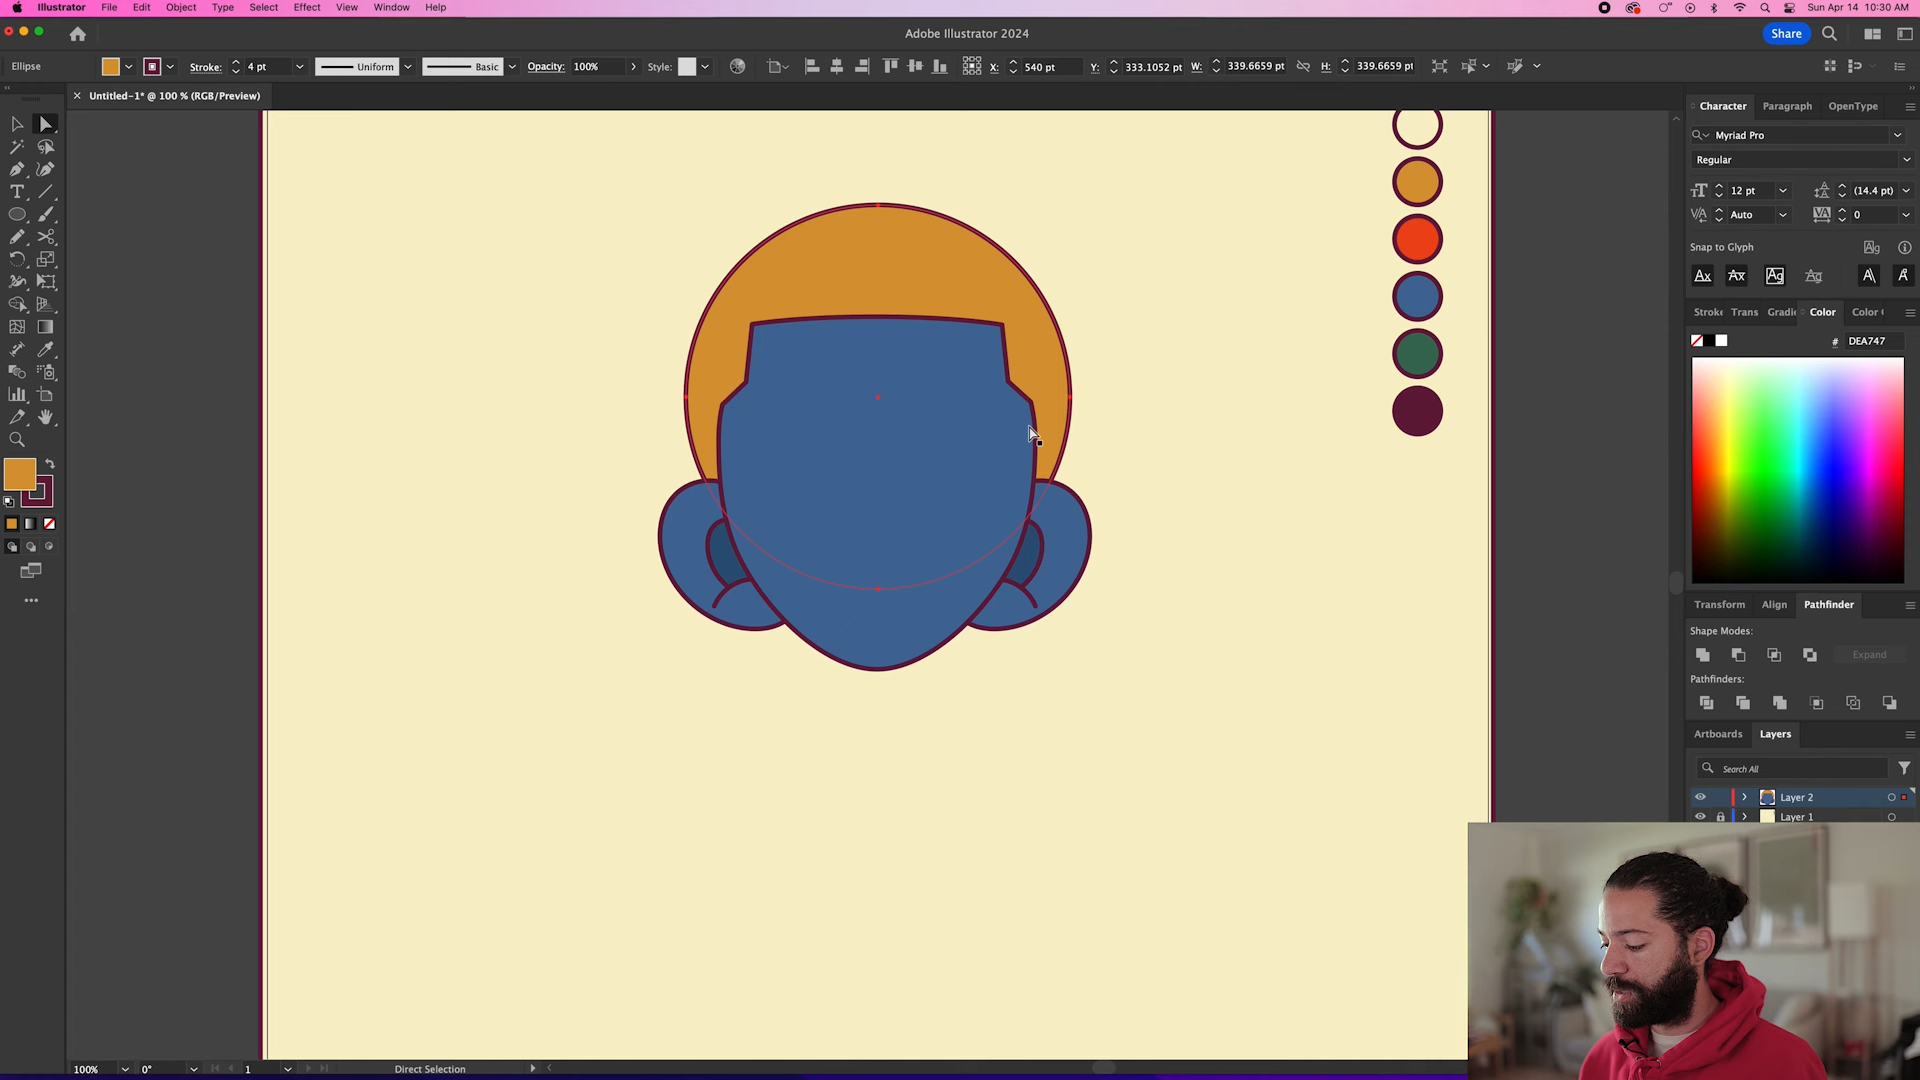 Illustrator File Edit Object Type Select Effect View Window Help
Sun Apr 14 10:30 AM
Adobe Illustrator 2024
Share
Ellipse
Stroke: 4 pt
Uniform
Basic
Opacity: 100%
Style:
X: 540 pt
Y: 333.1052 pt
W: 339.6659 pt
H: 339.6659 pt
Untitled-1* @ 100 % (RGB/Preview)
Character Paragraph OpenType
Myriad Pro
Regular
12 pt
(14.4 pt)
Auto
0
Snap to Glyph
Stroke Trans Gradie Color Color
# DEA747
Transform Align Pathfinder
Shape Modes:
Expand
Pathfinders:
Artboards Layers
Search All
Layer 2
Layer 1
100%
0°
1
Direct Selection